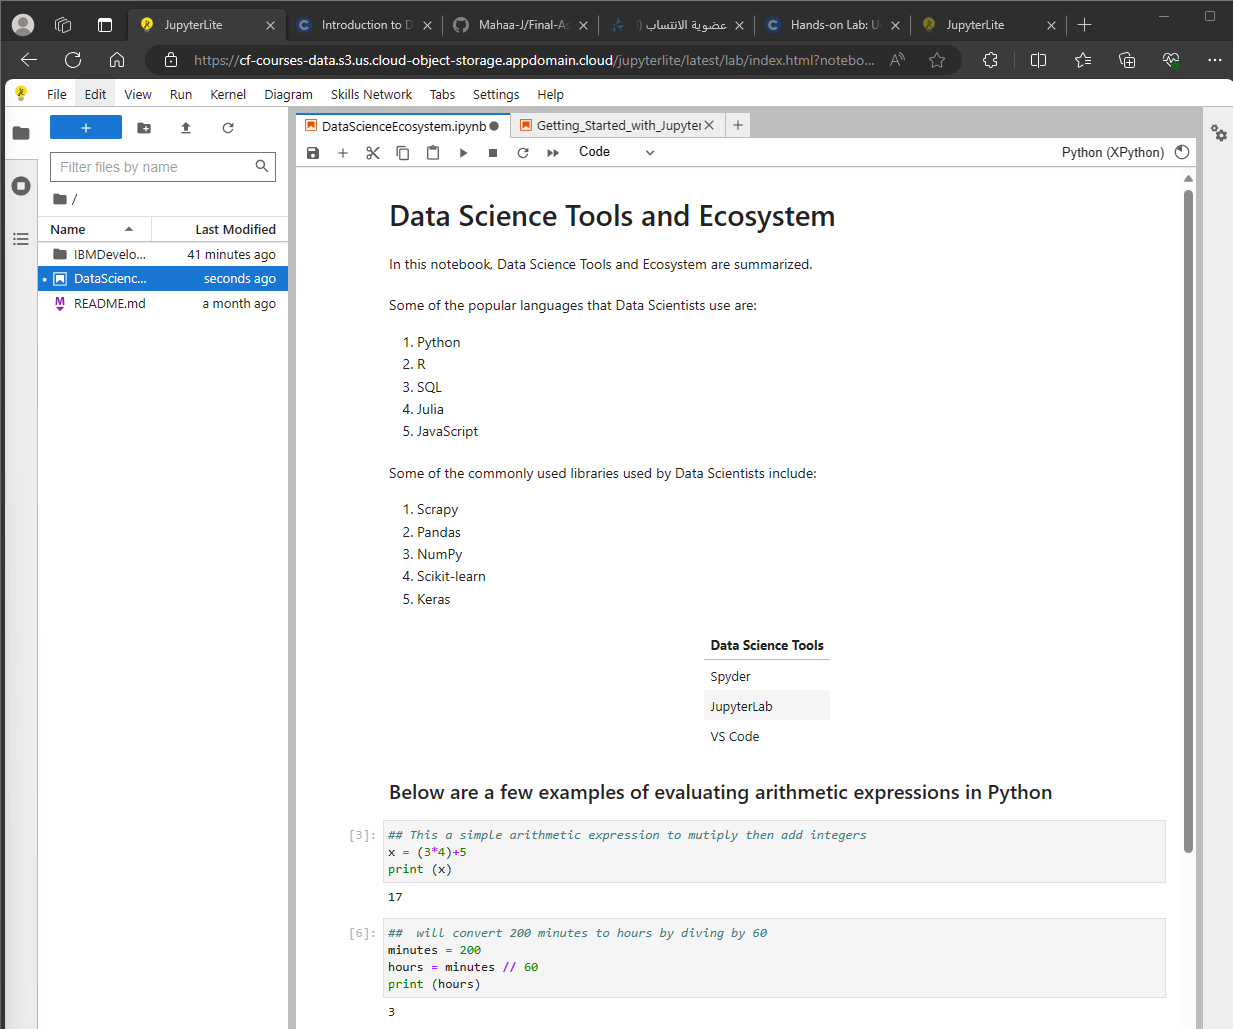 JupyterLite
Introduction to D
Mahaa-J/Final-As
عضوية الانتساب
Hands-on Lab: U
JupyterLite
https://cf-courses-data.s3.us.cloud-object-storage.appdomain.cloud/jupyterlite/latest/lab/index.html?notebo...
File Edit View Run Kernel Diagram Skills Network Tabs Settings Help
DataScienceEcosystem.ipynb
Getting_Started_with_Jupyter
Filter files by name
Code
Python (XPython)
/
Name Last Modified
IBMDevelo... 41 minutes ago
DataScienc... seconds ago
README.md a month ago
Data Science Tools and Ecosystem
In this notebook, Data Science Tools and Ecosystem are summarized.
Some of the popular languages that Data Scientists use are:
1. Python
2. R
3. SQL
4. Julia
5. JavaScript
Some of the commonly used libraries used by Data Scientists include:
1. Scrapy
2. Pandas
3. NumPy
4. Scikit-learn
5. Keras
Data Science Tools
Spyder
JupyterLab
VS Code
Below are a few examples of evaluating arithmetic expressions in Python
[3]: ## This a simple arithmetic expression to mutiply then add integers
x = (3*4)+5
print (x)
17
[6]: ##  will convert 200 minutes to hours by diving by 60
minutes = 200
hours = minutes // 60
print (hours)
3